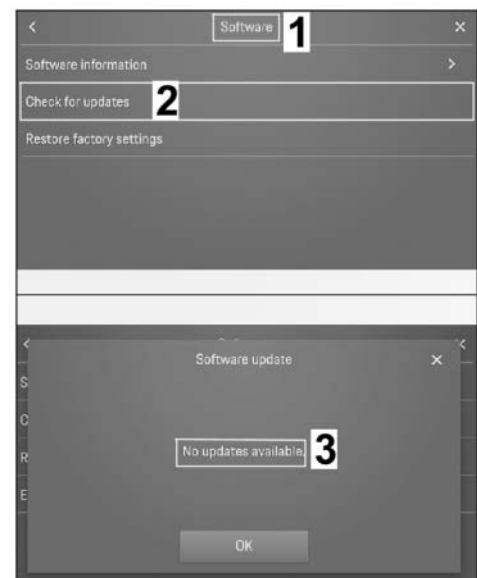 < Software 1 ×
Software information >
Check for updates 2
Restore factory settings
< ×
Software update ×
S
C
No updates available. 3
R
E
OK